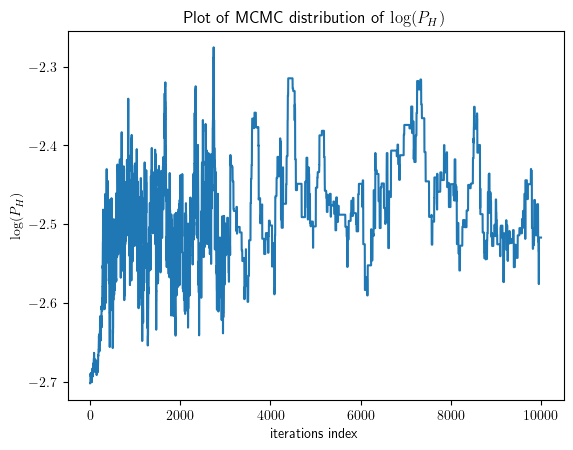 Plot of MCMC distribution of log(P_H)
log(P_H)
−2.3
−2.4
−2.5
−2.6
−2.7
0 2000 4000 6000 8000 10000
iterations index